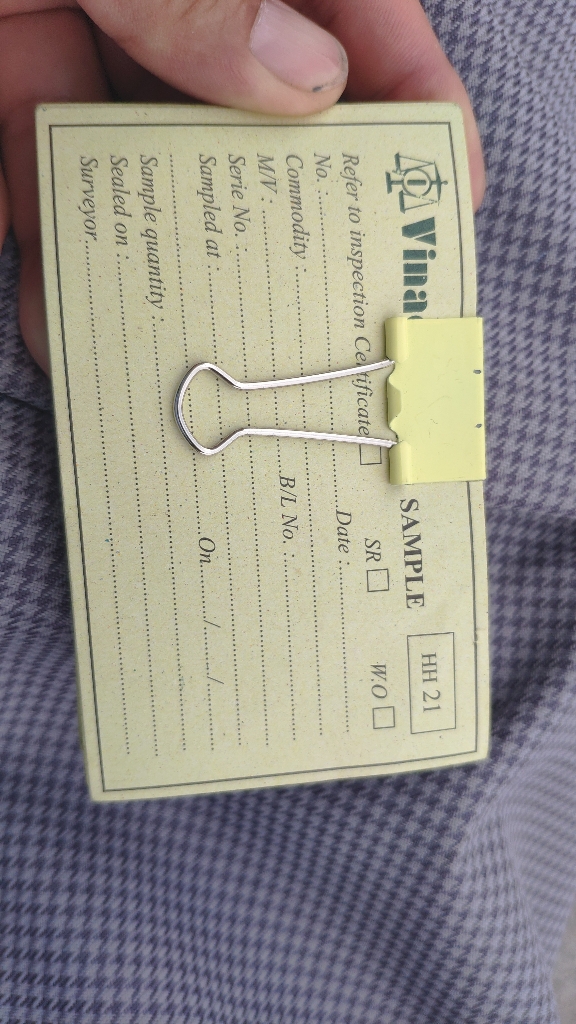 SAMPLE
HH 21
Refer to inspection Certificate
SR
W.O
No. ............ Date : ............
Commodity : ............
M/V : ............ B/L No. : ............
Serie No. ............
Sampled at : ............ On....../....../......
Sample quantity : ............
Sealed on : ............
Surveyor ............